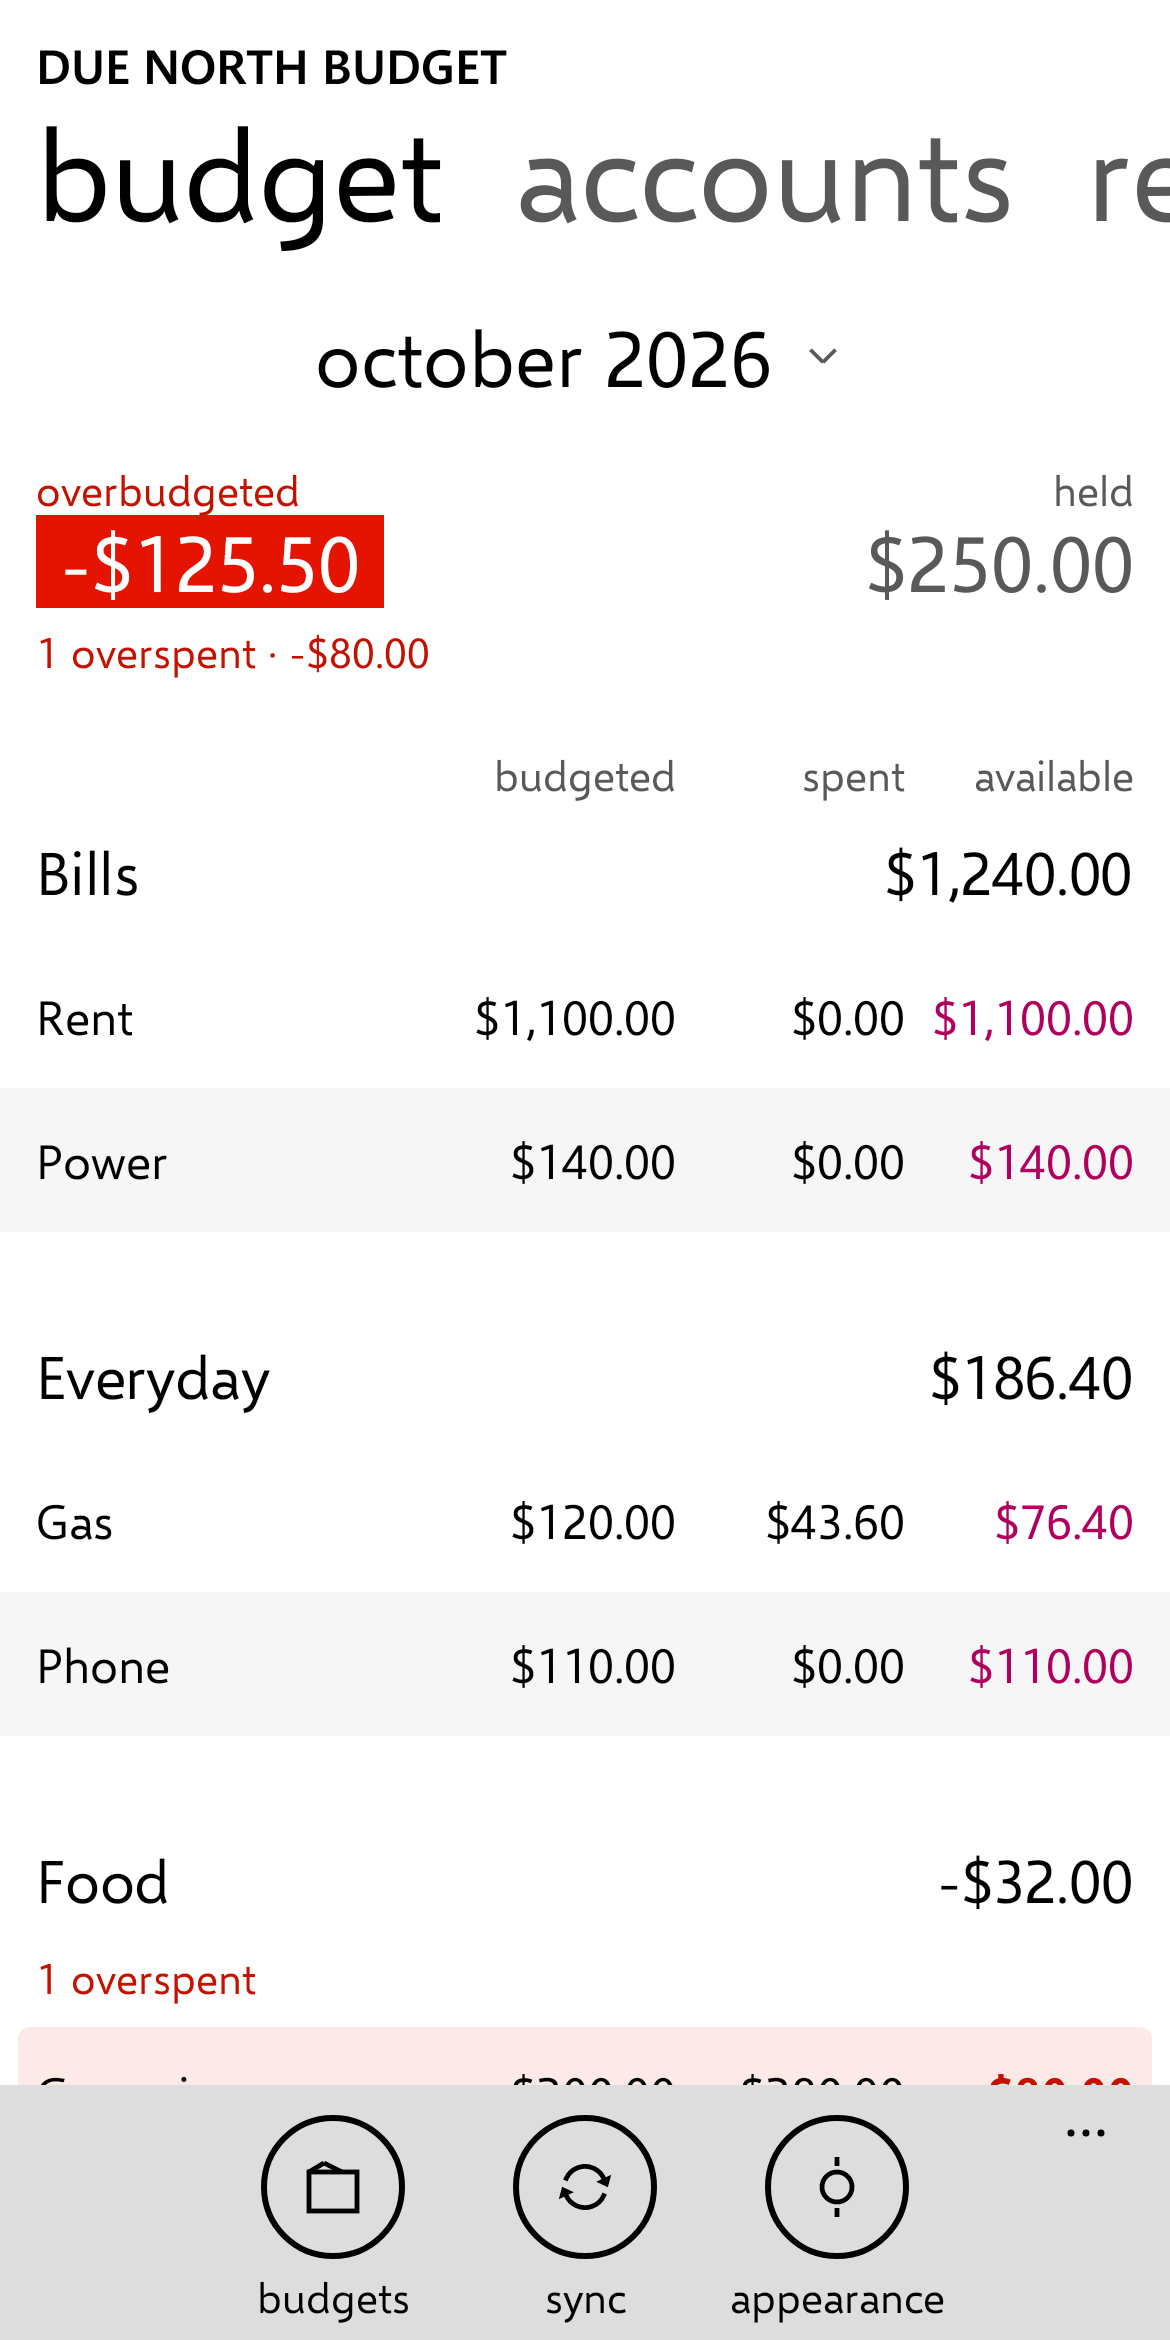 DUE NORTH BUDGET
budget accounts re
october 2026
overbudgeted held
-$125.50 $250.00
1 overspent · -$80.00
budgeted spent available
Bills $1,240.00
Rent $1,100.00 $0.00 $1,100.00
Power $140.00 $0.00 $140.00
Everyday $186.40
Gas $120.00 $43.60 $76.40
Phone $110.00 $0.00 $110.00
Food -$32.00
1 overspent
budgets sync appearance